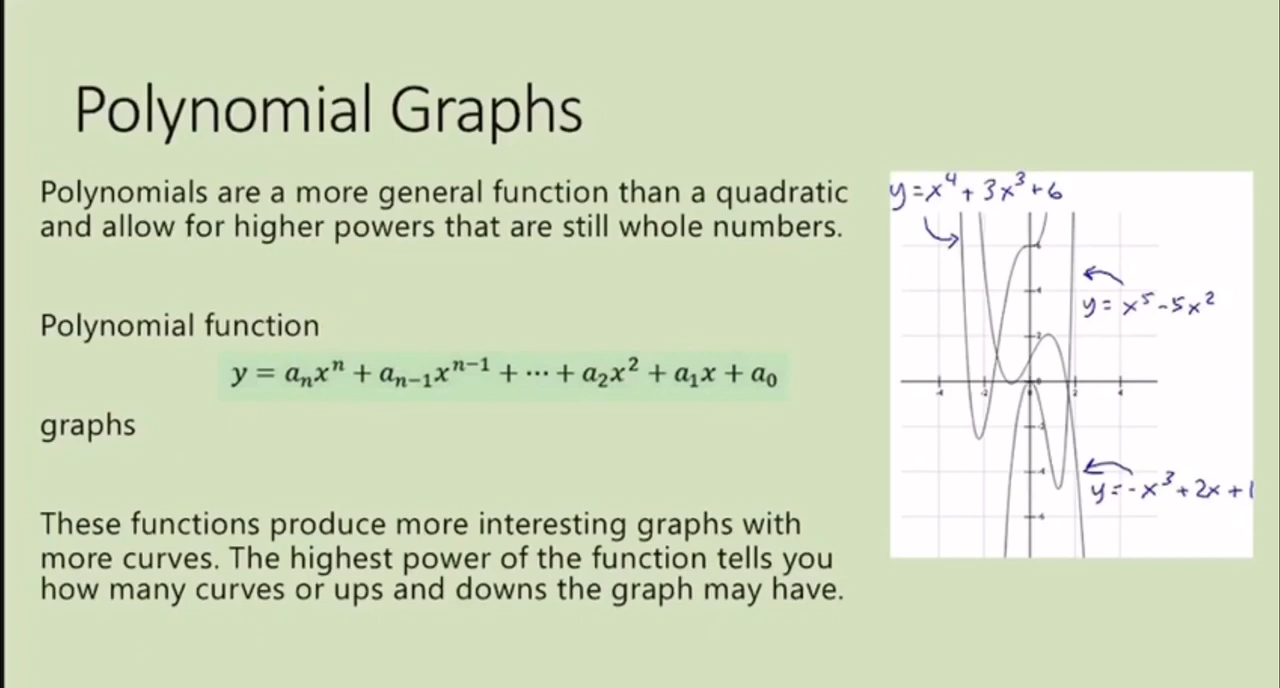 Polynomial Graphs
Polynomials are a more general function than a quadratic
and allow for higher powers that are still whole numbers.
Polynomial function
y = aₙxⁿ + aₙ₋₁xⁿ⁻¹ + ⋯ + a₂x² + a₁x + a₀
graphs
These functions produce more interesting graphs with
more curves. The highest power of the function tells you
how many curves or ups and downs the graph may have.
y=x⁴+3x³+6
y=x⁵-5x²
y=-x³+2x+1